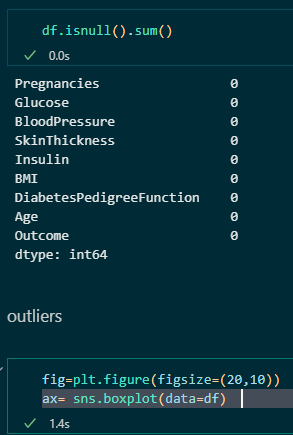 df.isnull().sum()
0.0s
Pregnancies 0
Glucose 0
BloodPressure 0
SkinThickness 0
Insulin 0
BMI 0
DiabetesPedigreeFunction 0
Age 0
Outcome 0
dtype: int64
outliers
fig=plt.figure(figsize=(20,10))
ax= sns.boxplot(data=df)
1.4s